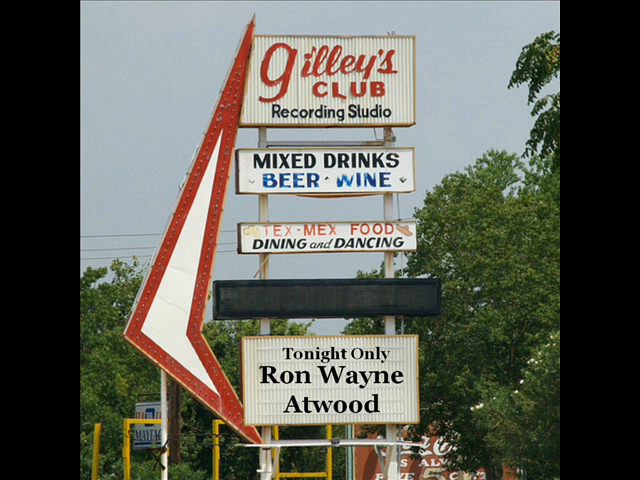 Gilley's
CLUB
Recording Studio
MIXED DRINKS
BEER · WINE
TEX-MEX FOOD
DINING and DANCING
Tonight Only
Ron Wayne
Atwood